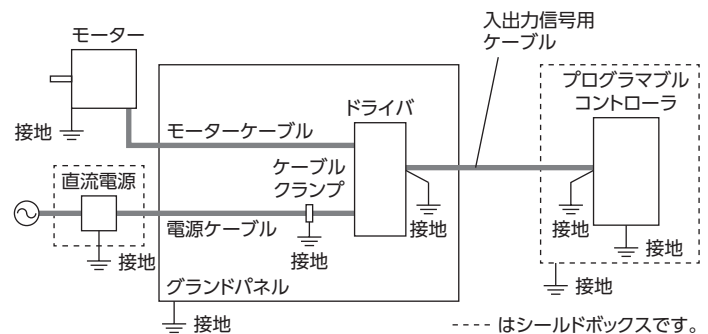 モーター
接地
モーターケーブル
ドライバ
入出力信号用
ケーブル
プログラマブル
コントローラ
直流電源
接地
電源ケーブル
ケーブル
クランプ
接地
接地
接地
接地
接地
グランドパネル
接地
---- はシールドボックスです。